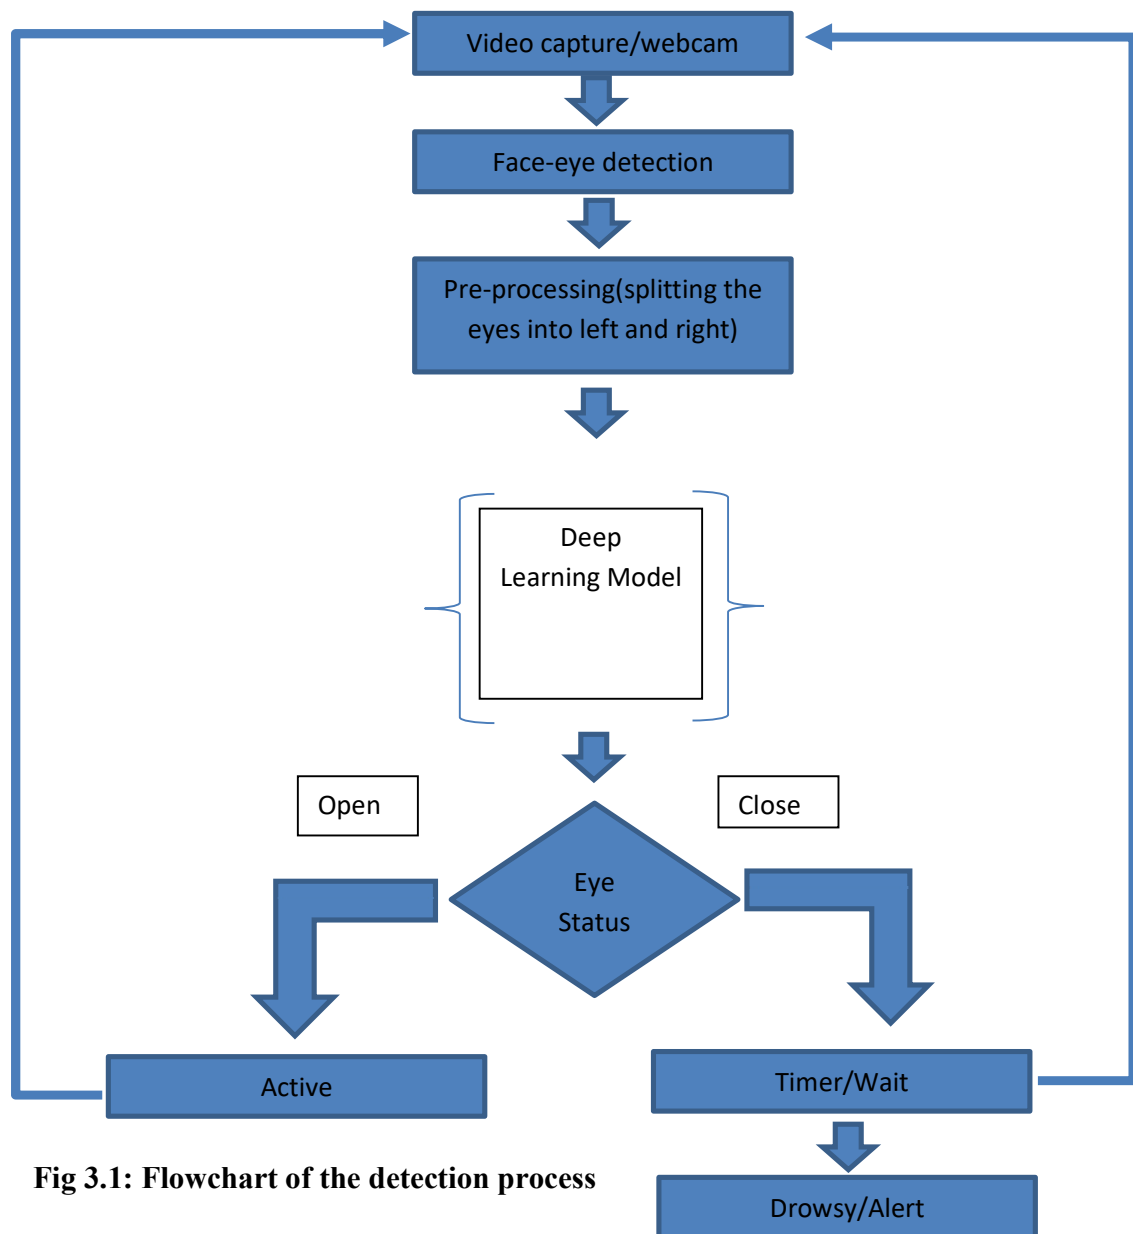 Video capture/webcam
Face-eye detection
Pre-processing(splitting the
eyes into left and right)
Deep
Learning Model
Open
Close
Eye
Status
Active
Timer/Wait
Fig 3.1: Flowchart of the detection process
Drowsy/Alert